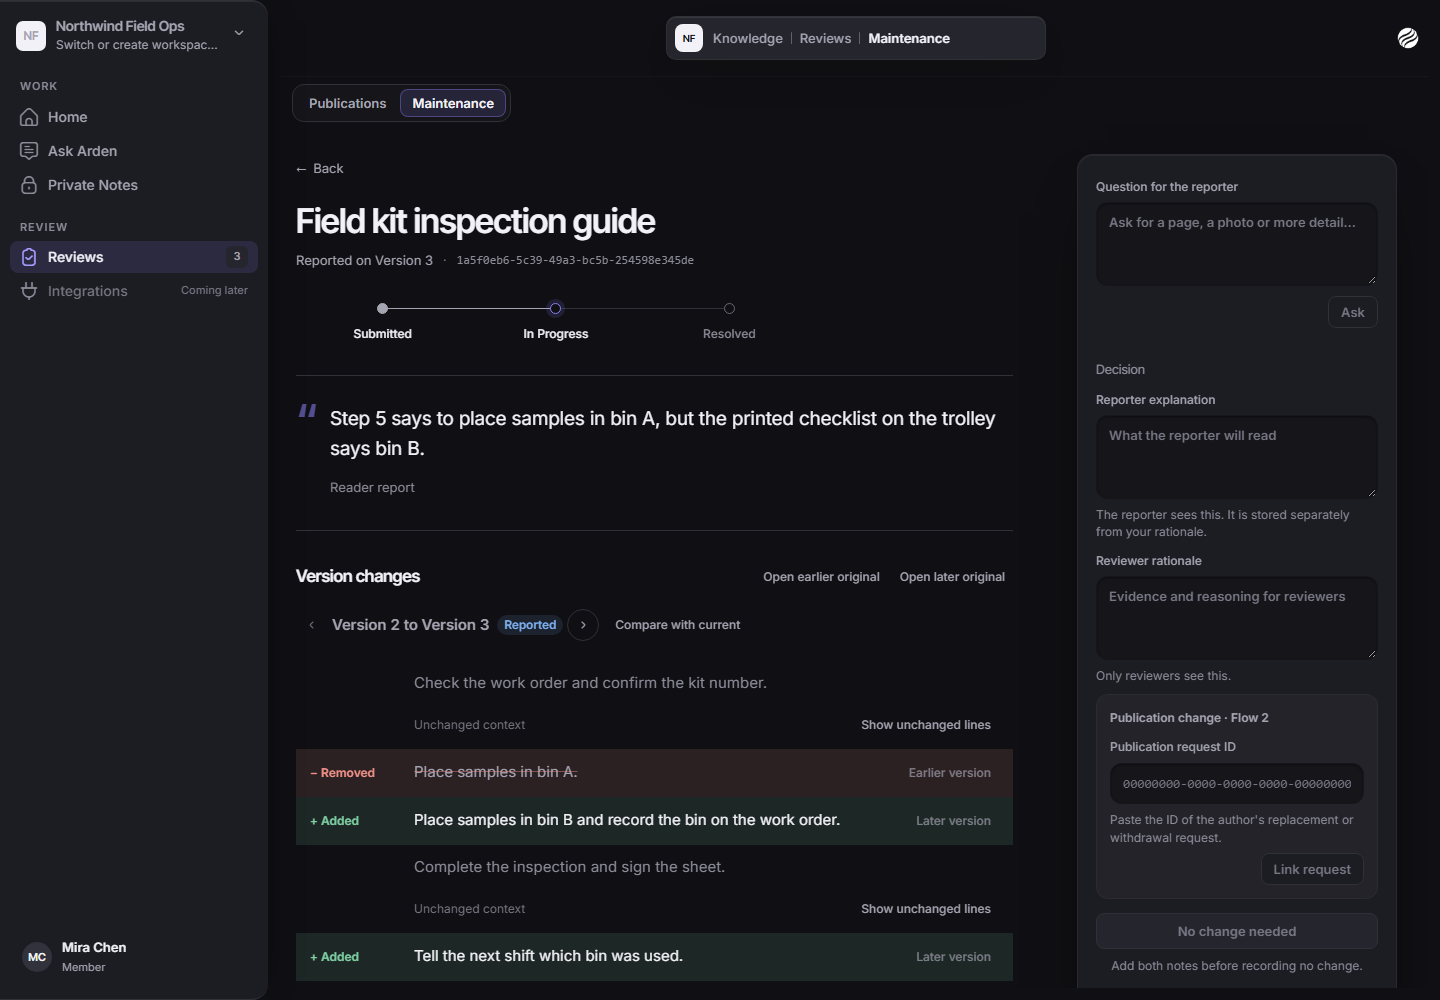 NF
Northwind Field Ops
Switch or create workspac...
WORK
Home
Ask Arden
Private Notes
REVIEW
Reviews 3
Integrations Coming later
MC
Mira Chen
Member
NF Knowledge | Reviews | Maintenance
Publications Maintenance
← Back
Field kit inspection guide
Reported on Version 3 · 1a5f0eb6-5c39-49a3-bc5b-254598e345de
Submitted In Progress Resolved
“ Step 5 says to place samples in bin A, but the printed checklist on the trolley
says bin B.
Reader report
Version changes Open earlier original Open later original
‹ Version 2 to Version 3 Reported › Compare with current
Check the work order and confirm the kit number.
Unchanged context Show unchanged lines
− Removed Place samples in bin A. Earlier version
+ Added Place samples in bin B and record the bin on the work order. Later version
Complete the inspection and sign the sheet.
Unchanged context Show unchanged lines
+ Added Tell the next shift which bin was used. Later version
Question for the reporter
Ask for a page, a photo or more detail...
Ask
Decision
Reporter explanation
What the reporter will read
The reporter sees this. It is stored separately
from your rationale.
Reviewer rationale
Evidence and reasoning for reviewers
Only reviewers see this.
Publication change · Flow 2
Publication request ID
00000000-0000-0000-0000-00000000
Paste the ID of the author's replacement or
withdrawal request.
Link request
No change needed
Add both notes before recording no change.